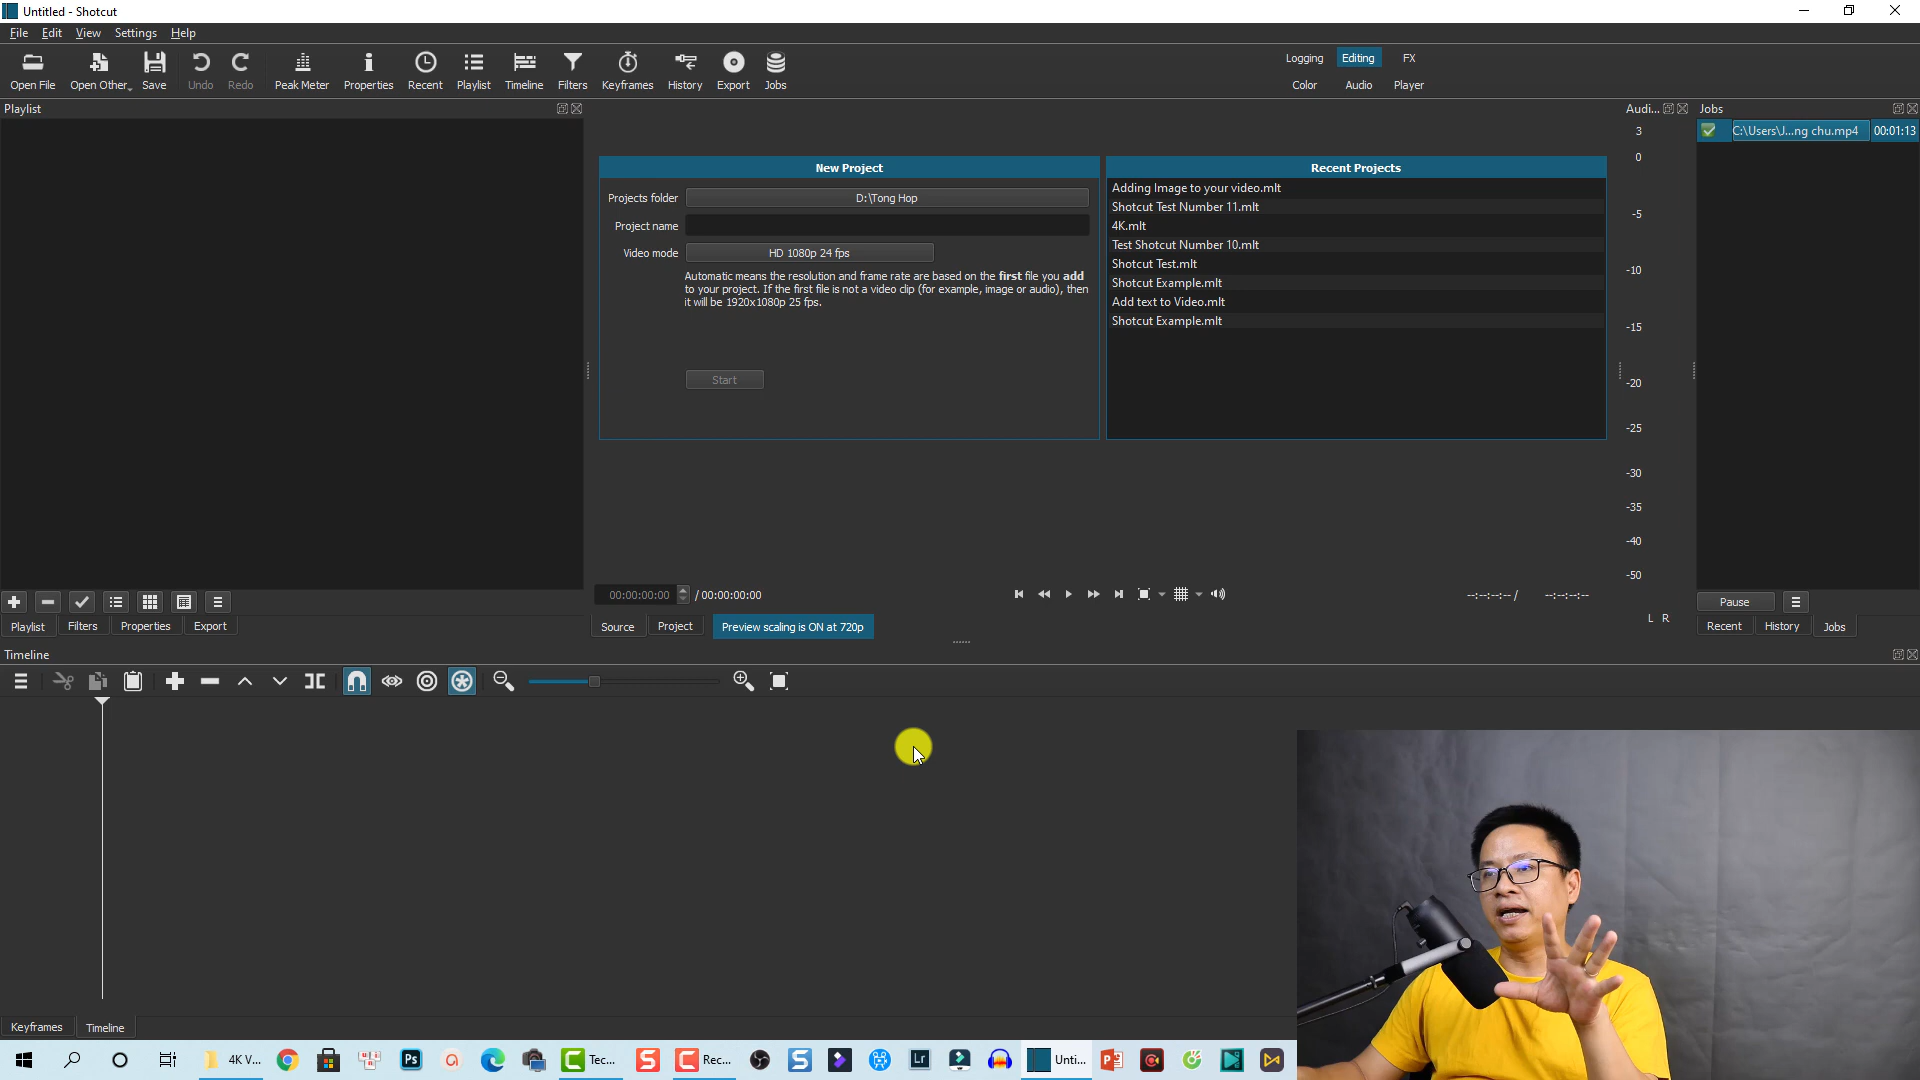 Untitled - Shotcut
File Edit View Settings Help
Open File Open Other... Save Undo Redo Peak Meter Properties Recent Playlist Timeline Filters Keyframes History Export Jobs
Logging Editing FX
Color Audio Player
Playlist
Audi...
Jobs
C:\Users\J...ng chu.mp4 00:01:13
New Project
Projects folder D:\Tong Hop
Project name
Video mode HD 1080p 24 fps
Automatic means the resolution and frame rate are based on the first file you add
to your project. If the first file is not a video clip (for example, image or audio), then
it will be 1920x1080p 25 fps.
Start
Recent Projects
Adding Image to your video.mlt
Shotcut Test Number 11.mlt
4K.mlt
Test Shotcut Number 10.mlt
Shotcut Test.mlt
Shotcut Example.mlt
Add text to Video.mlt
Shotcut Example.mlt
3
0
-5
-10
-15
-20
-25
-30
-35
-40
-50
L R
00:00:00:00 / 00:00:00:00
--:--:--:-- / --:--:--:--
Pause
Playlist Filters Properties Export
Source Project Preview scaling is ON at 720p
Recent History Jobs
Timeline
Keyframes Timeline
4K V... Ps Tec... Rec... Lr Unti...